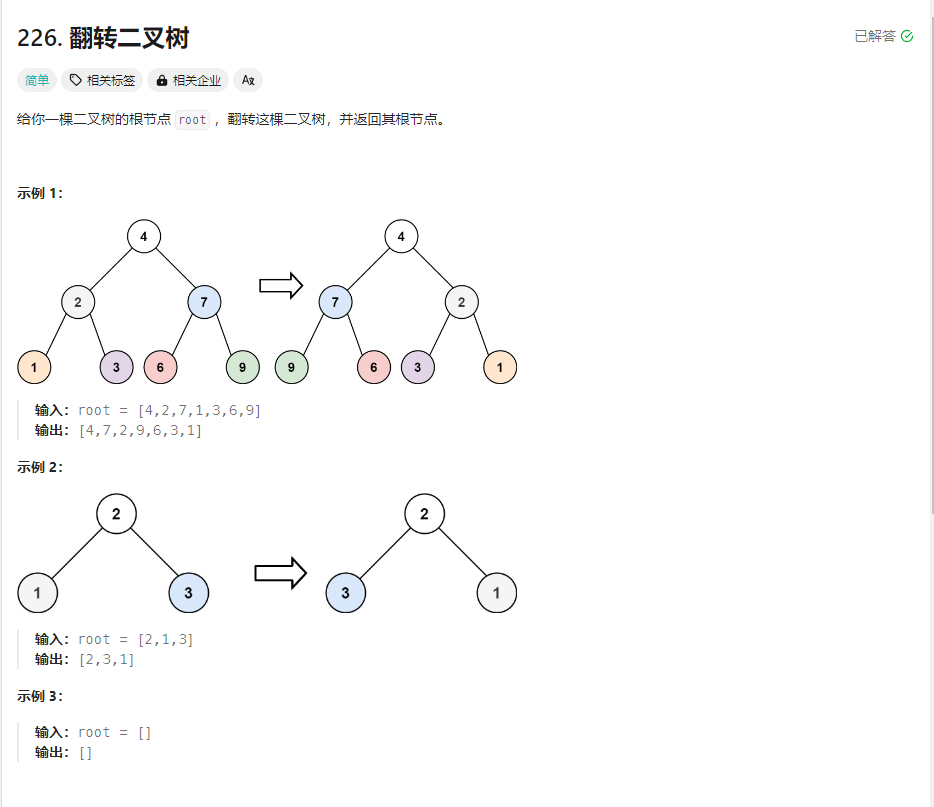 226. 翻转二叉树
已解答
简单 相关标签 相关企业 Aあ
给你一棵二叉树的根节点 root ，翻转这棵二叉树，并返回其根节点。
示例 1：
4 4
2 7 7 2
1 3 6 9 9 6 3 1
输入：root = [4,2,7,1,3,6,9]
输出：[4,7,2,9,6,3,1]
示例 2：
2 2
1 3 3 1
输入：root = [2,1,3]
输出：[2,3,1]
示例 3：
输入：root = []
输出：[]